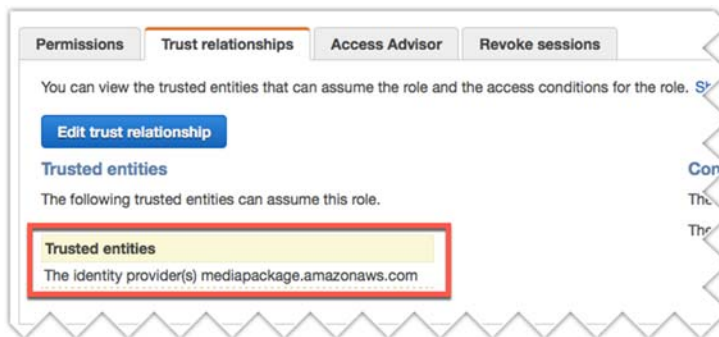 Permissions Trust relationships Access Advisor Revoke sessions
You can view the trusted entities that can assume the role and the access conditions for the role.
Edit trust relationship
Trusted entities
The following trusted entities can assume this role.
The
Trusted entities
The identity provider(s) mediapackage.amazonaws.com